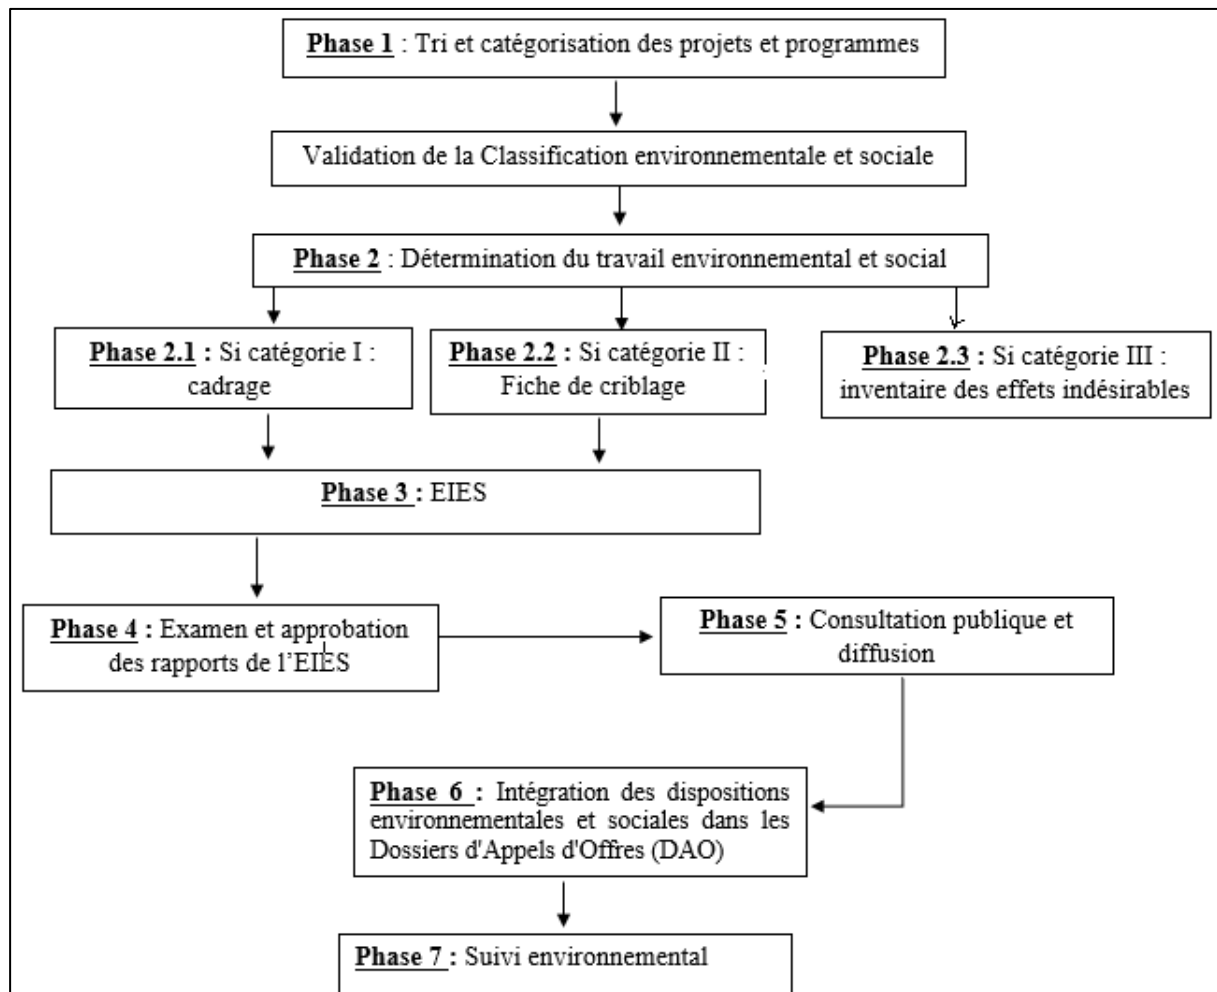 Phase 1 : Tri et catégorisation des projets et programmes
Validation de la Classification environnementale et sociale
Phase 2 : Détermination du travail environnemental et social
Phase 2.1 : Si catégorie I :
cadrage
Phase 2.2 : Si catégorie II :
Fiche de criblage
Phase 2.3 : Si catégorie III :
inventaire des effets indésirables
Phase 3 : EIES
Phase 4 : Examen et approbation
des rapports de l'EIES
Phase 5 : Consultation publique et
diffusion
Phase 6 : Intégration des dispositions
environnementales et sociales dans les
Dossiers d'Appels d'Offres (DAO)
Phase 7 : Suivi environnemental